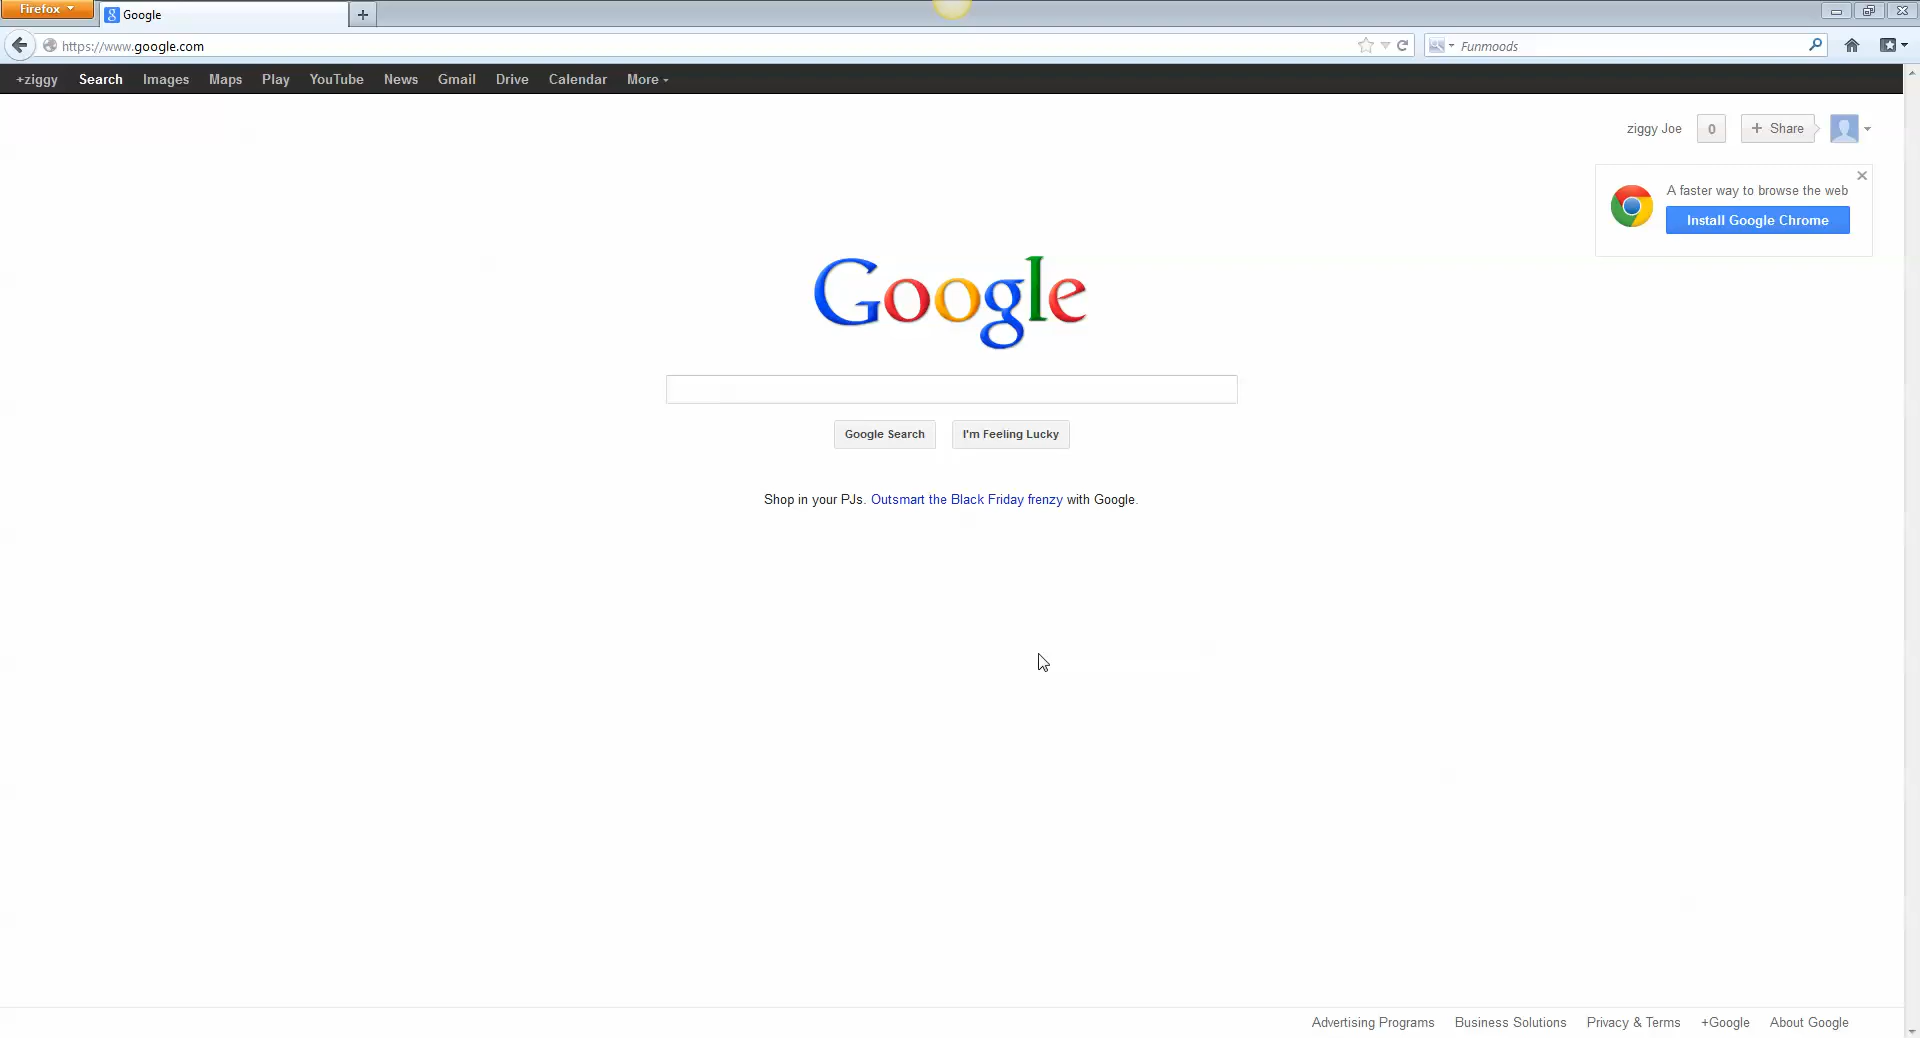 Firefox
Google
https://www.google.com
Funmoods
+ziggy Search Images Maps Play YouTube News Gmail Drive Calendar More
ziggy Joe 0 + Share
A faster way to browse the web
Install Google Chrome
Google
Google Search I'm Feeling Lucky
Shop in your PJs. Outsmart the Black Friday frenzy with Google.
Advertising Programs Business Solutions Privacy & Terms +Google About Google